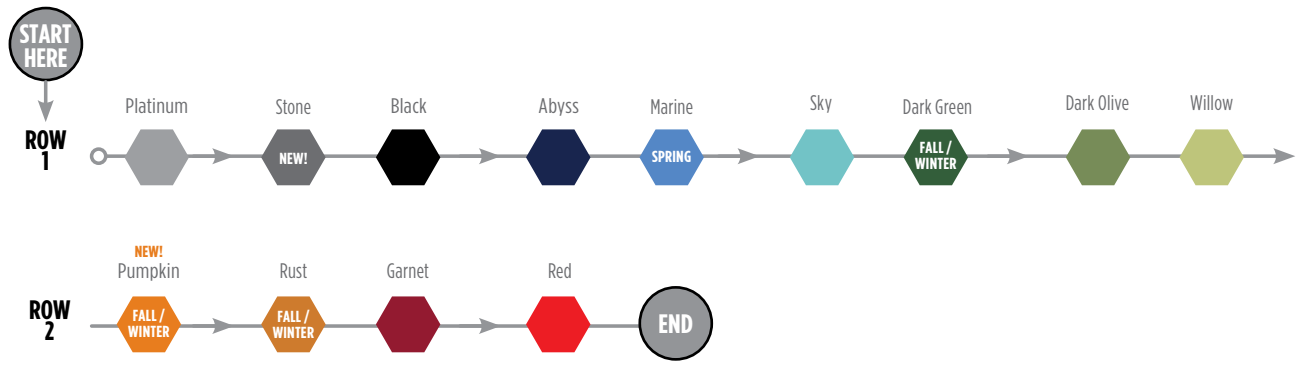 START
HERE
Platinum
Stone
Black
Abyss
Marine
Sky
Dark Green
Dark Olive
Willow
ROW
1
NEW!
SPRING
FALL /
WINTER
NEW!
Pumpkin
Rust
Garnet
Red
ROW
2
FALL /
WINTER
FALL /
WINTER
END